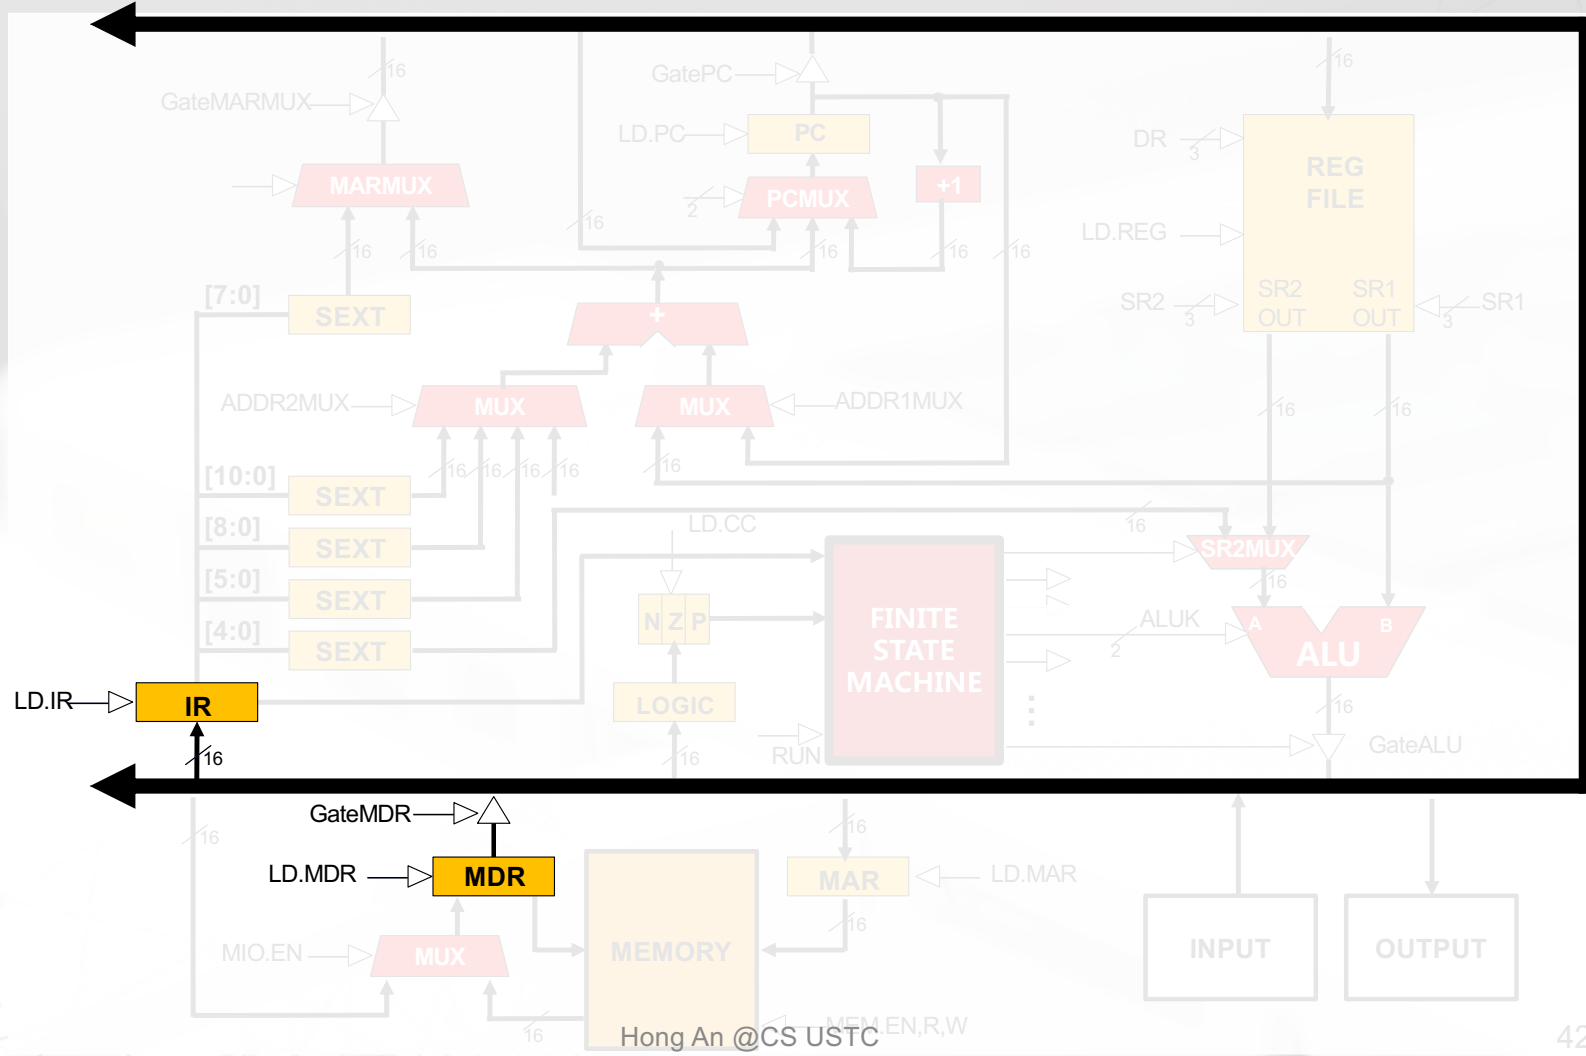 16
GatePC
16
GateMARMUX
LD.PC
PC
DR
3
REG
FILE
MARMUX
2
PCMUX
+1
16
16
16
16
16
16
LD.REG
[7:0]
SEXT
+
SR2
3
SR2
OUT
SR1
OUT
3
SR1
ADDR2MUX
MUX
MUX
ADDR1MUX
16
16
[10:0]
SEXT
16
16
16
16
16
[8:0]
SEXT
LD.CC
16
SR2MUX
[5:0]
SEXT
16
N Z P
FINITE
STATE
MACHINE
ALUK
2
A
B
ALU
[4:0]
SEXT
LD.IR
IR
LOGIC
16
16
RUN
16
GateALU
16
GateMDR
16
LD.MDR
MDR
MAR
LD.MAR
16
MIO.EN
MUX
MEMORY
INPUT
OUTPUT
16
MEM.EN,R,W
Hong An @CS USTC
42